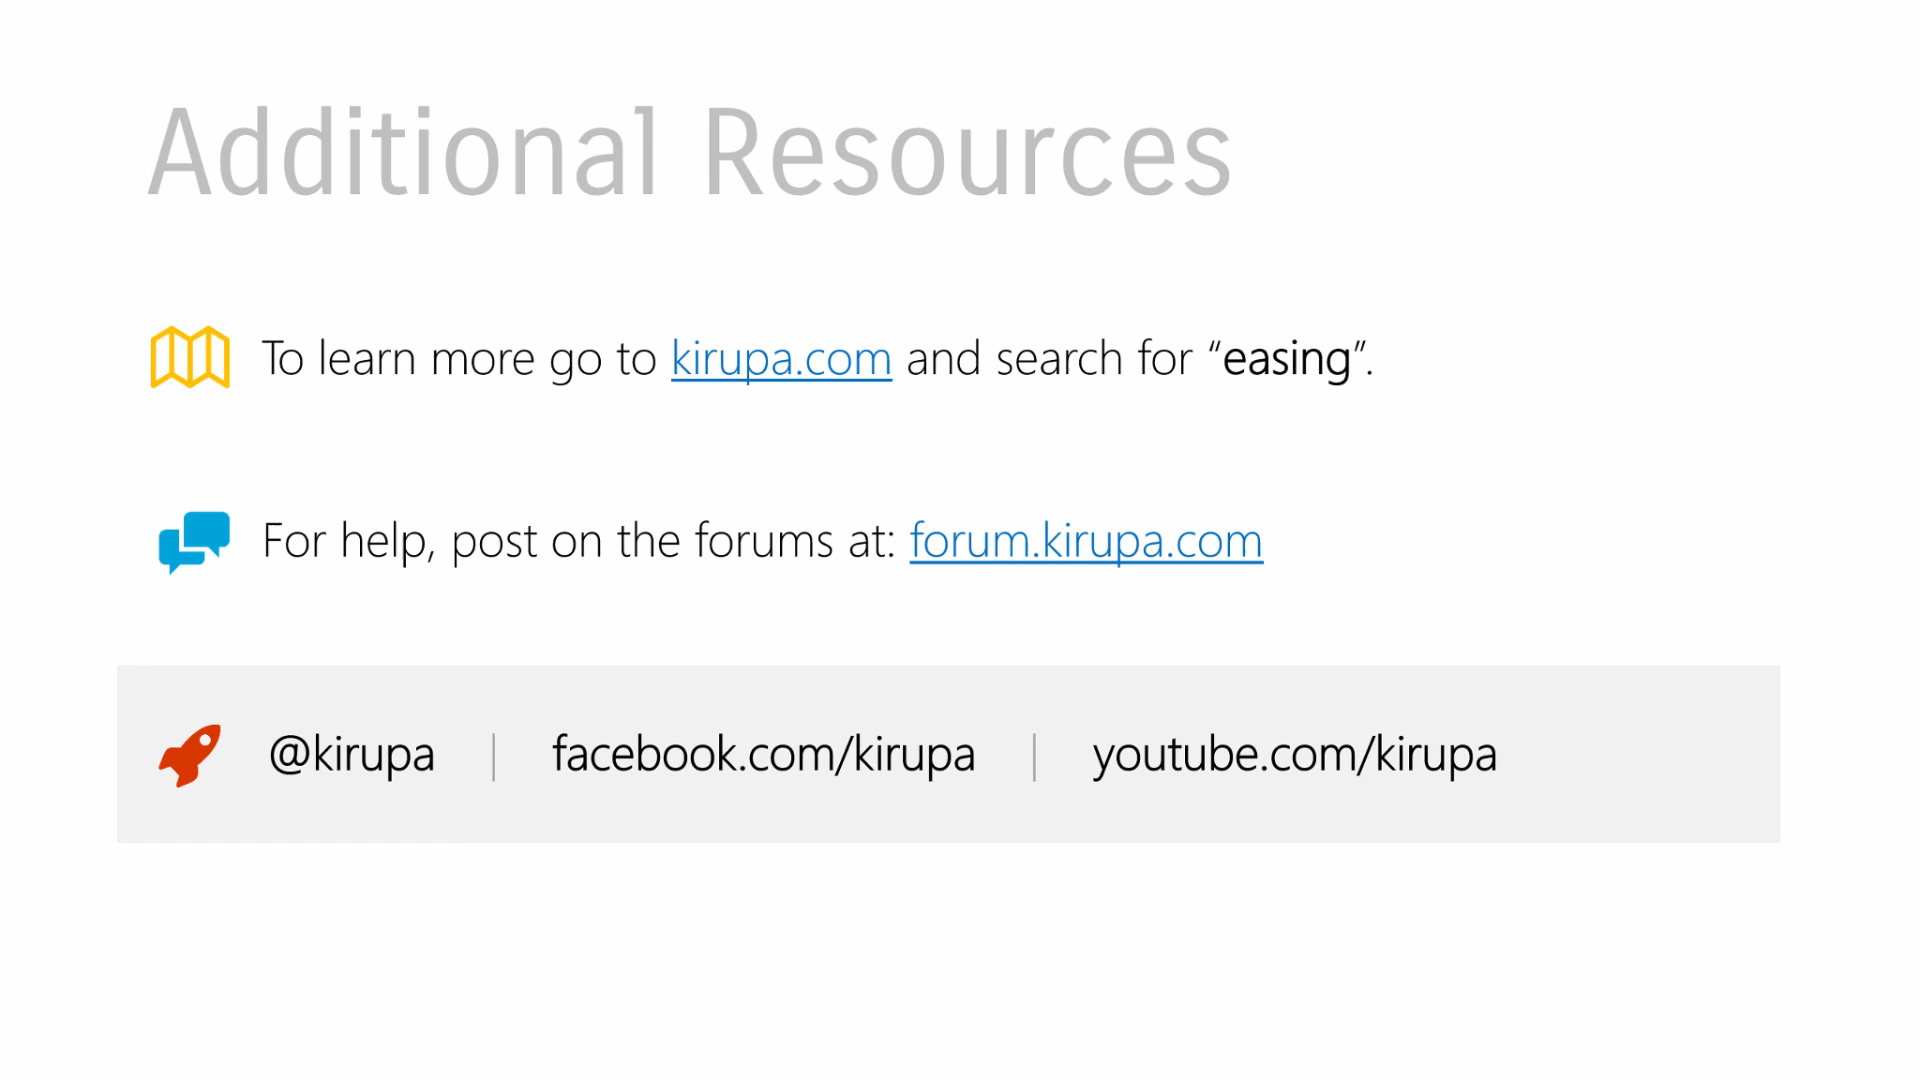 Additional Resources
To learn more go to kirupa.com and search for “easing”.
For help, post on the forums at: forum.kirupa.com
@kirupa | facebook.com/kirupa | youtube.com/kirupa